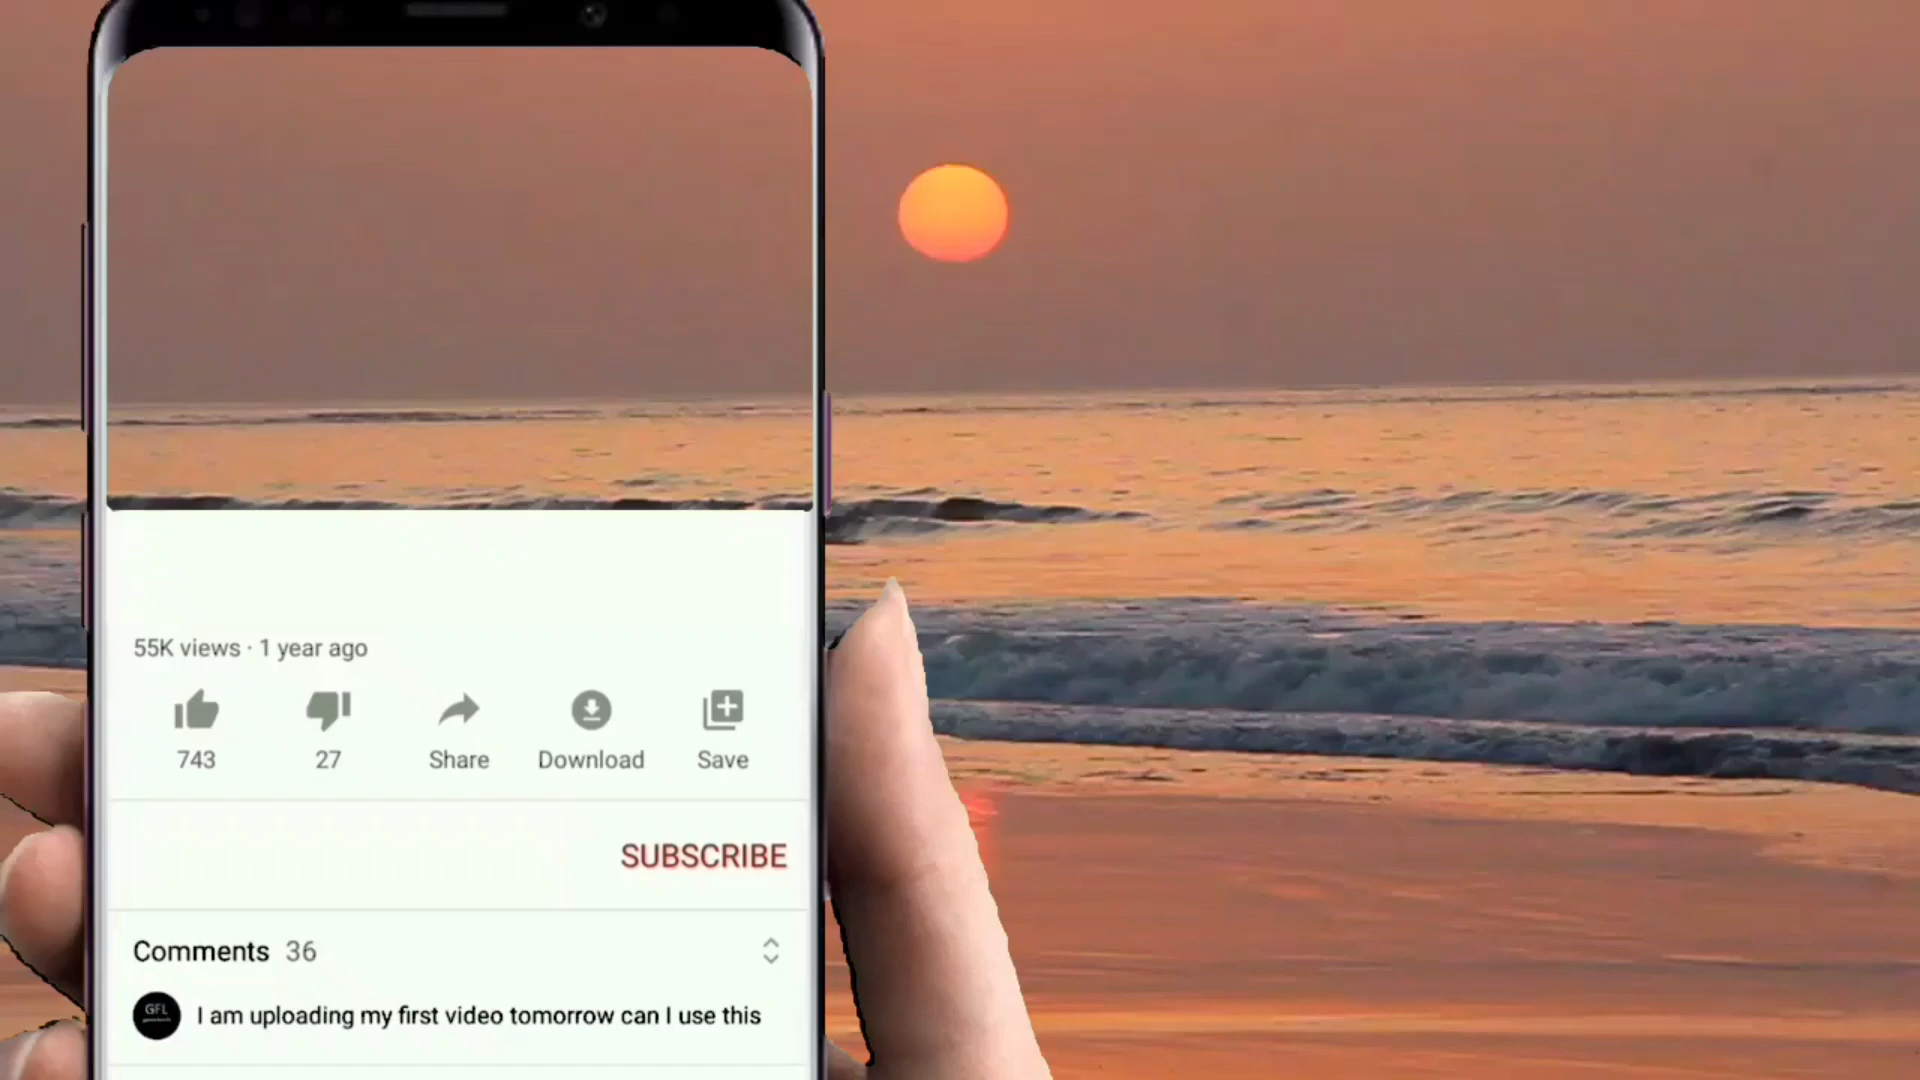 55K views · 1 year ago
743 27 Share Download Save
SUBSCRIBE
Comments 36
GFL
I am uploading my first video tomorrow can I use this